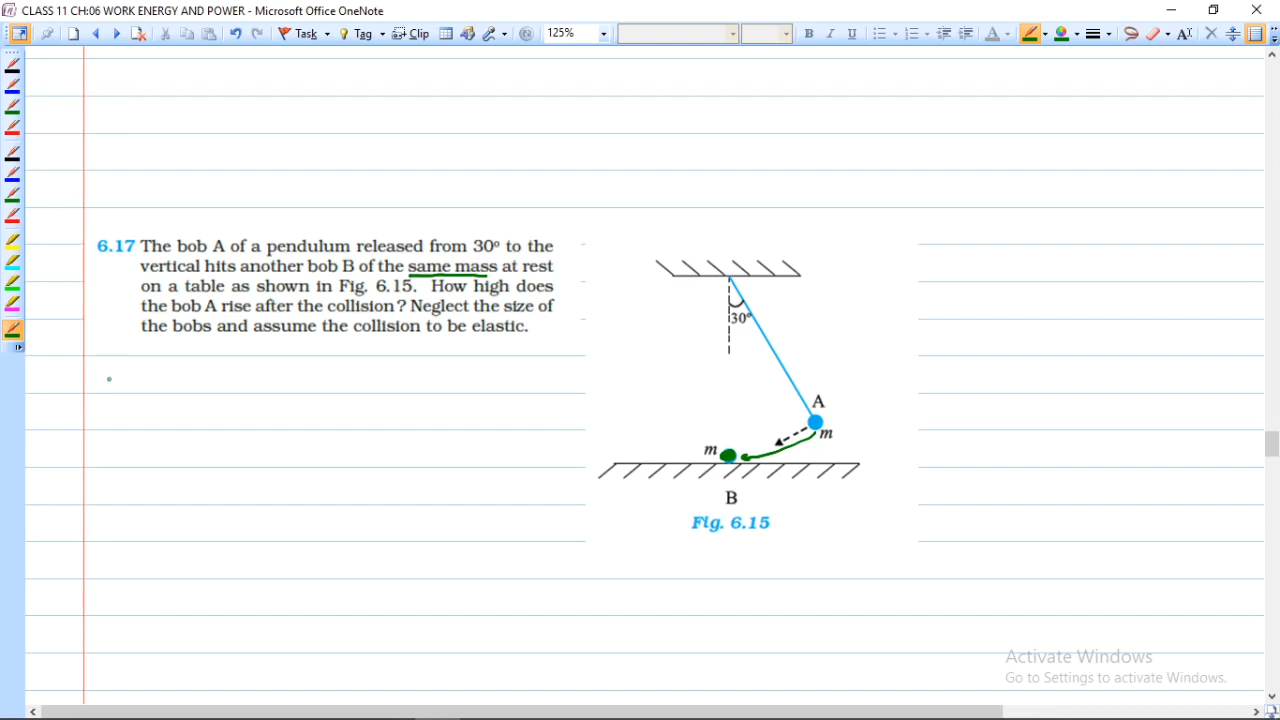 CLASS 11 CH:06 WORK ENERGY AND POWER - Microsoft Office OneNote
Task Tag Clip 125% B I U A
6.17 The bob A of a pendulum released from 30° to the
vertical hits another bob B of the same mass at rest
on a table as shown in Fig. 6.15. How high does
the bob A rise after the collision? Neglect the size of
the bobs and assume the collision to be elastic.
30°
A
m
m
B
Fig. 6.15
Activate Windows
Go to Settings to activate Windows.